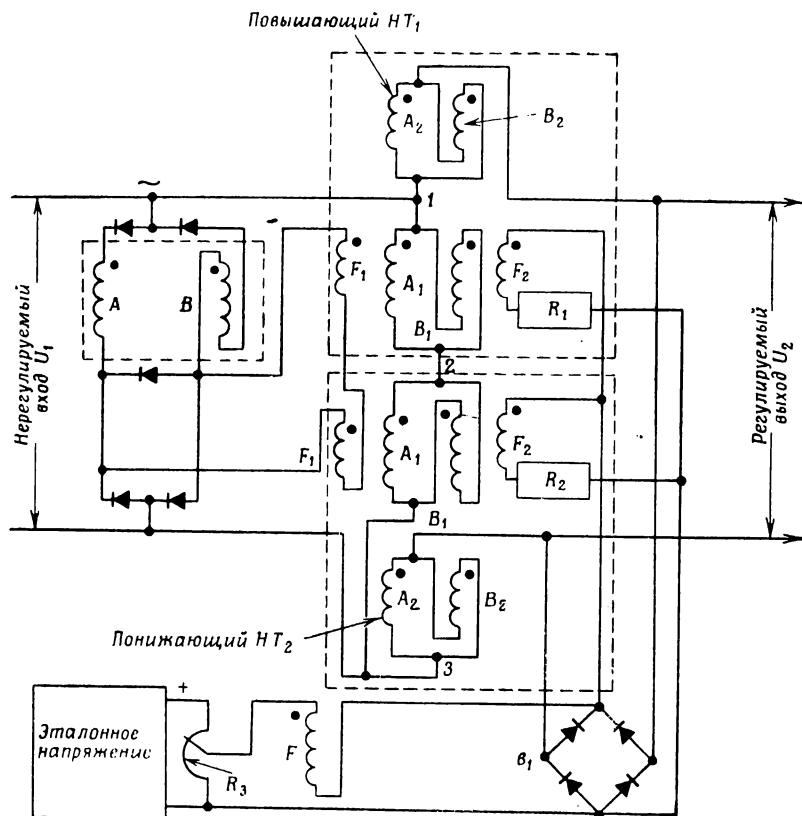 Повышающий НТ₁
A₂
B₂
~
1
-
F₁
A₁
B₁
F₂
R₁
A
B
Нерегулируемый
вход U₁
Регулируемый
выход U₂
2
F₁
A₁
B₁
F₂
R₂
A₂
B₂
Понижающий НТ₂
3
+
Эталонное
напряжение
R₃
F
в₁